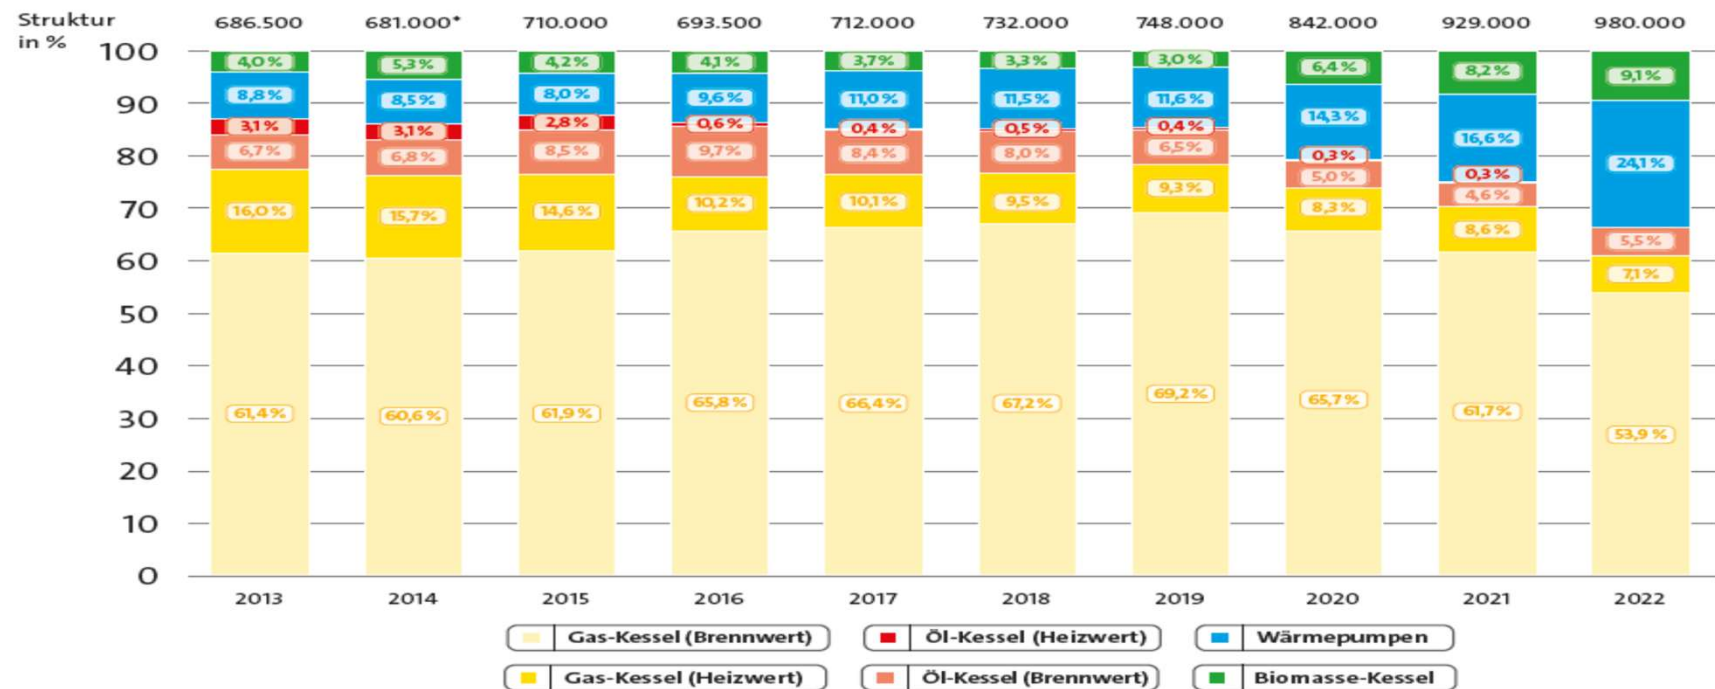 Struktur
in %
686.500 681.000* 710.000 693.500 712.000 732.000 748.000 842.000 929.000 980.000
100
4,0 % 5,3 % 4,2 % 4,1 % 3,7 % 3,3 % 3,0 % 6,4 % 8,2 % 9,1 %
90
8,8 % 8,5 % 8,0 % 9,6 % 11,0 % 11,5 % 11,6 % 14,3 % 16,6 % 24,1 %
3,1 % 3,1 % 2,8 % 0,6 % 0,4 % 0,5 % 0,4 % 0,3 % 0,3 %
80
6,7 % 6,8 % 8,5 % 9,7 % 8,4 % 8,0 % 6,5 % 5,0 % 4,6 % 5,5 %
70
16,0 % 15,7 % 14,6 % 10,2 % 10,1 % 9,5 % 9,3 % 8,3 % 8,6 % 7,1 %
60
50
40
61,4 % 60,6 % 61,9 % 65,8 % 66,4 % 67,2 % 69,2 % 65,7 % 61,7 % 53,9 %
30
20
10
0
2013 2014 2015 2016 2017 2018 2019 2020 2021 2022
Gas-Kessel (Brennwert) Öl-Kessel (Heizwert) Wärmepumpen
Gas-Kessel (Heizwert) Öl-Kessel (Brennwert) Biomasse-Kessel